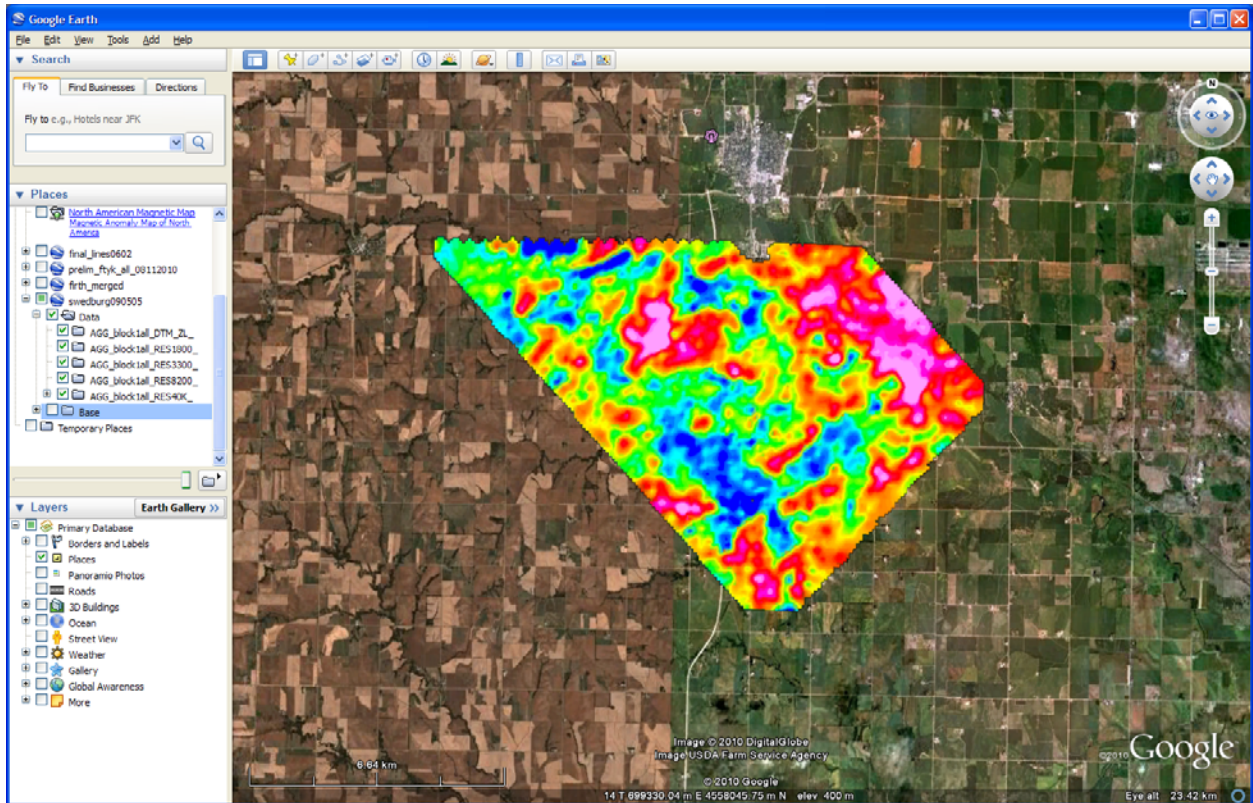 Google Earth
File Edit View Tools Add Help
Search
Fly To Find Businesses Directions
Fly to e.g., Hotels near JFK
Places
North American Magnetic Map
Magnetic Anomaly Map of North
America
final_lines0602
prelim_ftyk_all_08112010
firth_merged
swedburg090505
Data
AGG_block1all_DTM_ZL_
AGG_block1all_RES1800_
AGG_block1all_RES3300_
AGG_block1all_RES8200_
AGG_block1all_RES40K_
Base
Temporary Places
Layers Earth Gallery >>
Primary Database
Borders and Labels
Places
Panoramio Photos
Roads
3D Buildings
Ocean
Street View
Weather
Gallery
Global Awareness
More
N
6.64 km
Image © 2010 DigitalGlobe
Image USDA Farm Service Agency
© 2010 Google
©2010 Google
14 T 699330.04 m E 4558045.75 m N elev 400 m
Eye alt 23.42 km